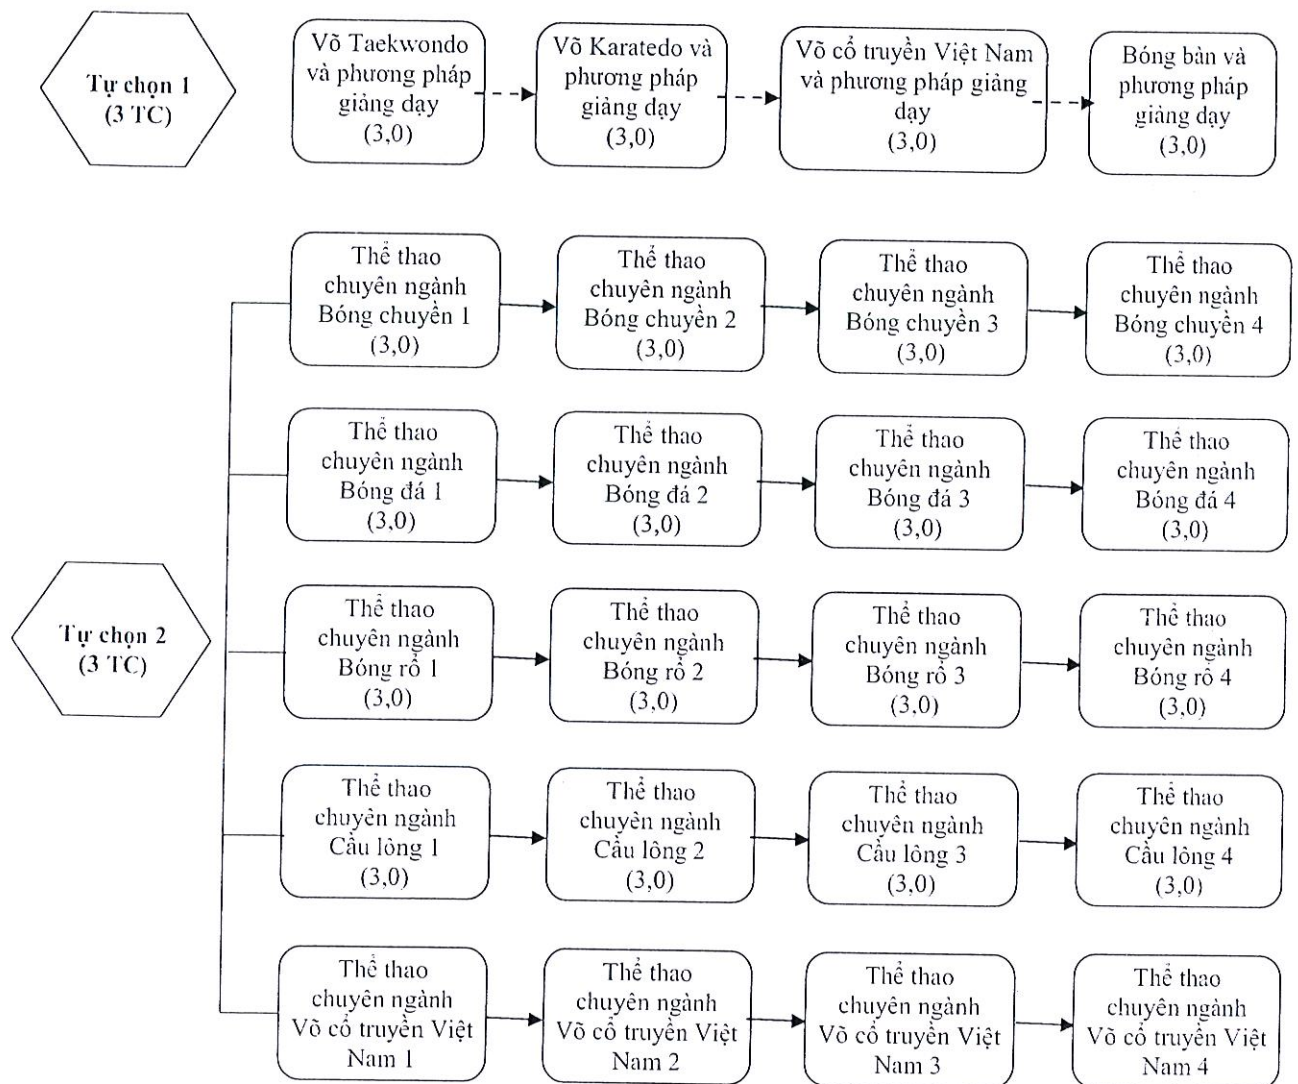 Tự chọn 1
(3 TC)
Võ Taekwondo
và phương pháp
giảng dạy
(3,0)
Võ Karatedo và
phương pháp
giảng dạy
(3,0)
Võ cổ truyền Việt Nam
và phương pháp giảng
dạy
(3,0)
Bóng bàn và
phương pháp
giảng dạy
(3,0)
Tự chọn 2
(3 TC)
Thể thao
chuyên ngành
Bóng chuyền 1
(3,0)
Thể thao
chuyên ngành
Bóng chuyền 2
(3,0)
Thể thao
chuyên ngành
Bóng chuyền 3
(3,0)
Thể thao
chuyên ngành
Bóng chuyền 4
(3,0)
Thể thao
chuyên ngành
Bóng đá 1
(3,0)
Thể thao
chuyên ngành
Bóng đá 2
(3,0)
Thể thao
chuyên ngành
Bóng đá 3
(3,0)
Thể thao
chuyên ngành
Bóng đá 4
(3,0)
Thể thao
chuyên ngành
Bóng rổ 1
(3,0)
Thể thao
chuyên ngành
Bóng rổ 2
(3,0)
Thể thao
chuyên ngành
Bóng rổ 3
(3,0)
Thể thao
chuyên ngành
Bóng rổ 4
(3,0)
Thể thao
chuyên ngành
Cầu lông 1
(3,0)
Thể thao
chuyên ngành
Cầu lông 2
(3,0)
Thể thao
chuyên ngành
Cầu lông 3
(3,0)
Thể thao
chuyên ngành
Cầu lông 4
(3,0)
Thể thao
chuyên ngành
Võ cổ truyền Việt
Nam 1
Thể thao
chuyên ngành
Võ cổ truyền Việt
Nam 2
Thể thao
chuyên ngành
Võ cổ truyền Việt
Nam 3
Thể thao
chuyên ngành
Võ cổ truyền Việt
Nam 4